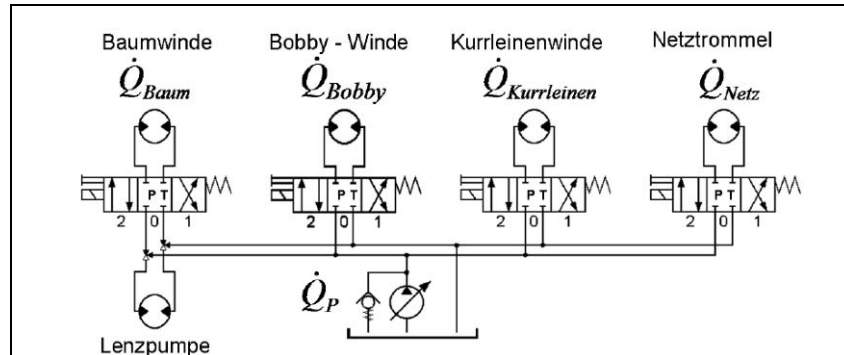 Baumwinde Bobby - Winde Kurrleinenwinde Netztrommel
Q̇Baum Q̇Bobby Q̇Kurrleinen Q̇Netz
P T P T P T P T
2 0 1 2 0 1 2 0 1 2 0 1
Q̇P
Lenzpumpe